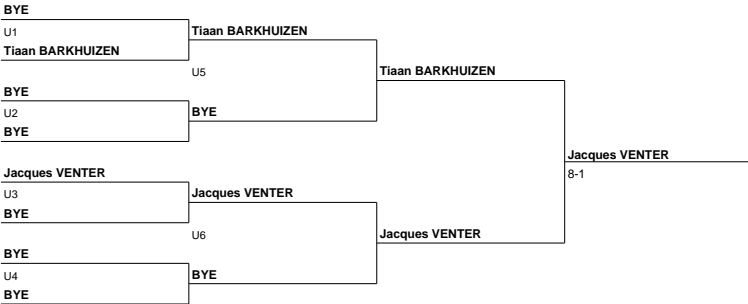 BYE
U1
Tiaan BARKHUIZEN
Tiaan BARKHUIZEN
U5
Tiaan BARKHUIZEN
BYE
U2
BYE
BYE
Jacques VENTER
8-1
Jacques VENTER
U3
Jacques VENTER
BYE
U6
Jacques VENTER
BYE
U4
BYE
BYE